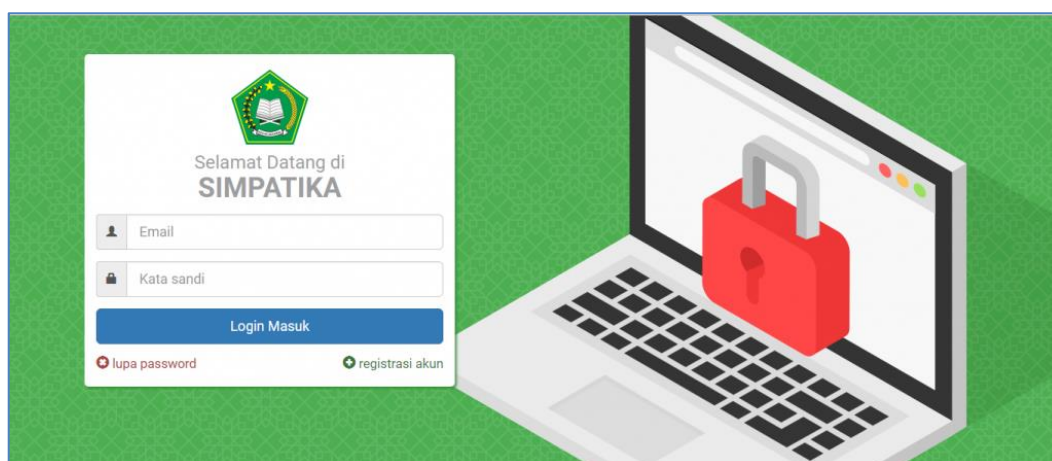 Selamat Datang di
SIMPATIKA
Email
Kata sandi
Login Masuk
lupa password
registrasi akun